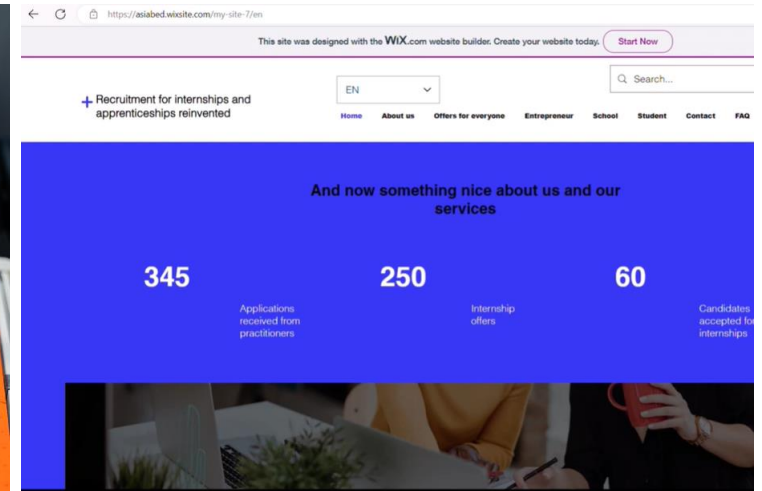 https://asiabed.wixsite.com/my-site-7/en
This site was designed with the WiX.com website builder. Create your website today. Start Now
Recruitment for internships and
apprenticeships reinvented
EN
Search...
Home About us Offers for everyone Entrepreneur School Student Contact FAQ
And now something nice about us and our
services
345
Applications
received from
practitioners
250
Internship
offers
60
Candidates
accepted fo
internships